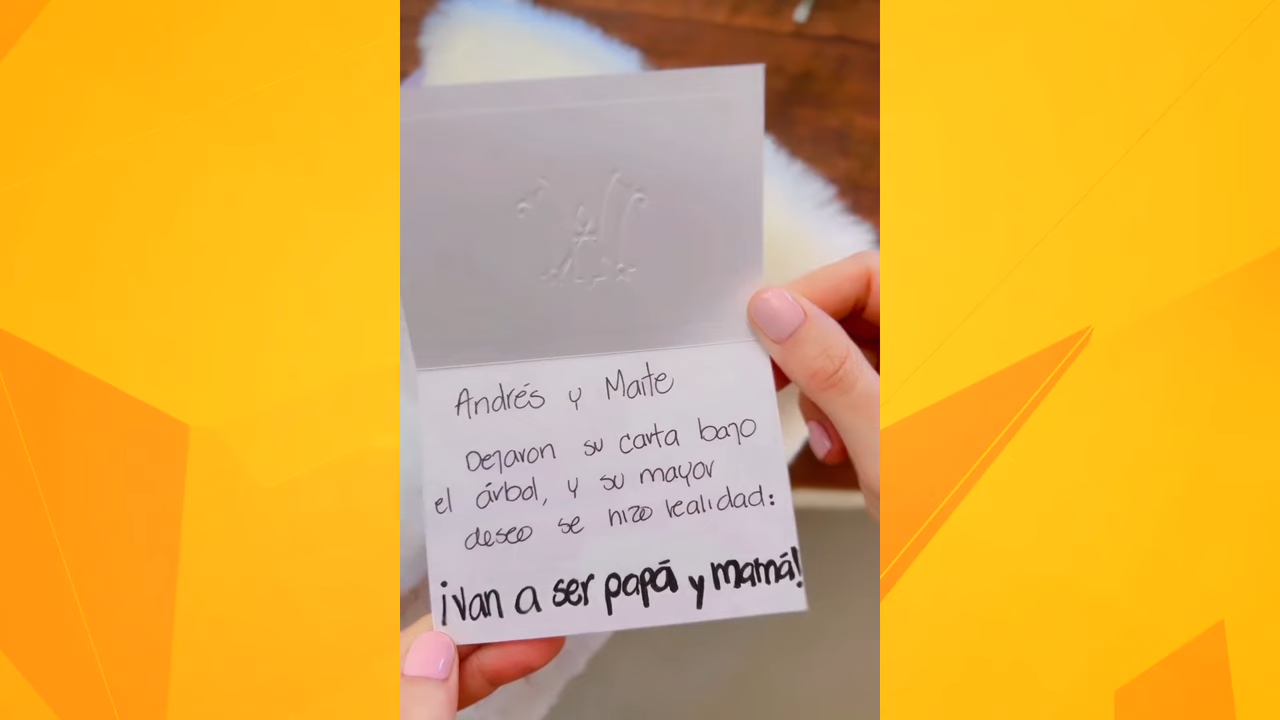 Andrés y Maite
Dejaron su carta bajo
el árbol, y su mayor
deseo se hizo realidad:
¡van a ser papá y mamá!